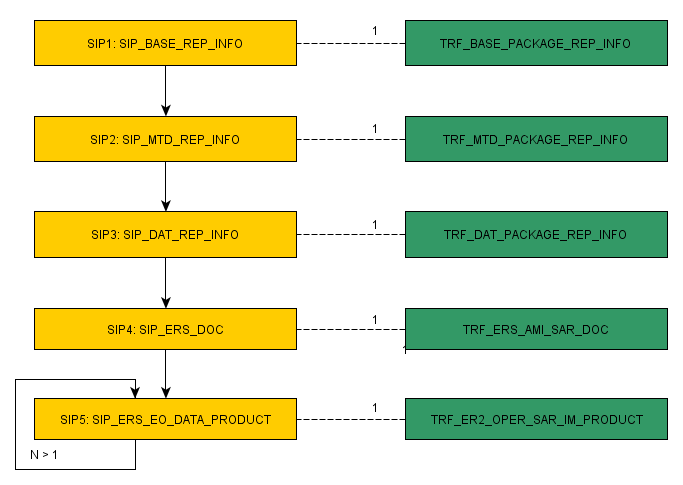 SIP1: SIP_BASE_REP_INFO
1
TRF_BASE_PACKAGE_REP_INFO
SIP2: SIP_MTD_REP_INFO
1
TRF_MTD_PACKAGE_REP_INFO
SIP3: SIP_DAT_REP_INFO
1
TRF_DAT_PACKAGE_REP_INFO
SIP4: SIP_ERS_DOC
1
TRF_ERS_AMI_SAR_DOC
1
SIP5: SIP_ERS_EO_DATA_PRODUCT
1
TRF_ER2_OPER_SAR_IM_PRODUCT
N > 1